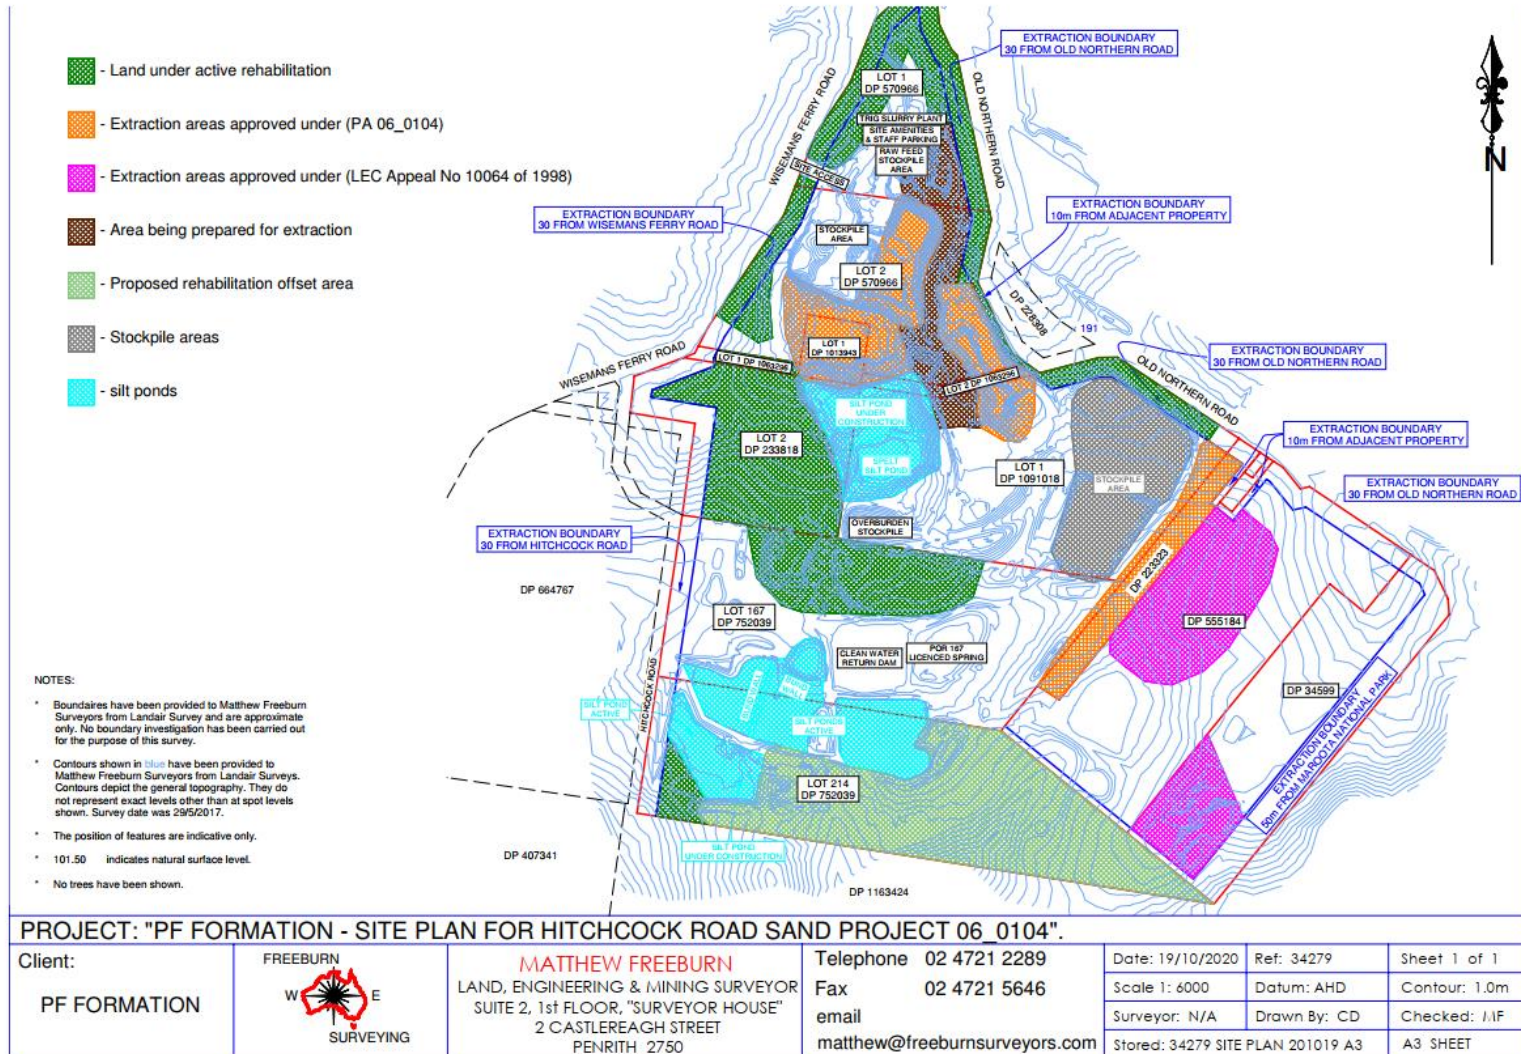 - Land under active rehabilitation
- Extraction areas approved under (PA 06_0104)
- Extraction areas approved under (LEC Appeal No 10064 of 1998)
- Area being prepared for extraction
- Proposed rehabilitation offset area
- Stockpile areas
- silt ponds
EXTRACTION BOUNDARY
30 FROM OLD NORTHERN ROAD
N
LOT 1
DP 570966
WISEMANS FERRY ROAD
OLD NORTHERN ROAD
TRIG SLURRY PLANT
SITE AMENITIES
& STAFF PARKING
RAW FEED
STOCKPILE
AREA
SITE ACCESS
EXTRACTION BOUNDARY
10m FROM ADJACENT PROPERTY
EXTRACTION BOUNDARY
30 FROM WISEMANS FERRY ROAD
STOCKPILE
AREA
LOT 2
DP 570966
DP 228308
191
LOT 1
DP 1013943
EXTRACTION BOUNDARY
30 FROM OLD NORTHERN ROAD
WISEMANS FERRY ROAD
LOT 1 DP 1063296
LOT 2 DP 1063296
OLD NORTHERN ROAD
SILT POND
UNDER
CONSTRUCTION
EXTRACTION BOUNDARY
10m FROM ADJACENT PROPERTY
LOT 2
DP 233818
SILT POND
LOT 1
DP 1091018
STOCKPILE
AREA
EXTRACTION BOUNDARY
30 FROM OLD NORTHERN ROAD
OVERBURDEN
STOCKPILE
EXTRACTION BOUNDARY
30 FROM HITCHCOCK ROAD
DP 223323
DP 664767
LOT 167
DP 752039
DP 555184
CLEAN WATER
RETURN DAM
POR 167
LICENCED SPRING
HITCHCOCK ROAD
DP 34599
SILT POND
ACTIVE
WALL
SILT PONDS
ACTIVE
EXTRACTION BOUNDARY
50m FROM MAROOTA NATIONAL PARK
LOT 214
DP 752039
SILT POND
UNDER CONSTRUCTION
DP 407341
DP 1163424
NOTES:
* Boundaires have been provided to Matthew Freeburn
Surveyors from Landair Survey and are approximate
only. No boundary investigation has been carried out
for the purpose of this survey.
* Contours shown in blue have been provided to
Matthew Freeburn Surveyors from Landair Surveys.
Contours depict the general topography. They do
not represent exact levels other than at spot levels
shown. Survey date was 29/5/2017.
* The position of features are indicative only.
* 101.50 indicates natural surface level.
* No trees have been shown.
PROJECT: "PF FORMATION - SITE PLAN FOR HITCHCOCK ROAD SAND PROJECT 06_0104".
Client:
PF FORMATION
FREEBURN
W E
SURVEYING
MATTHEW FREEBURN
LAND, ENGINEERING & MINING SURVEYOR
SUITE 2, 1st FLOOR, "SURVEYOR HOUSE"
2 CASTLEREAGH STREET
PENRITH 2750
Telephone 02 4721 2289
Fax 02 4721 5646
email
matthew@freeburnsurveyors.com
Date: 19/10/2020 Ref: 34279 Sheet 1 of 1
Scale 1: 6000 Datum: AHD Contour: 1.0m
Surveyor: N/A Drawn By: CD Checked: MF
Stored: 34279 SITE PLAN 201019 A3 A3 SHEET